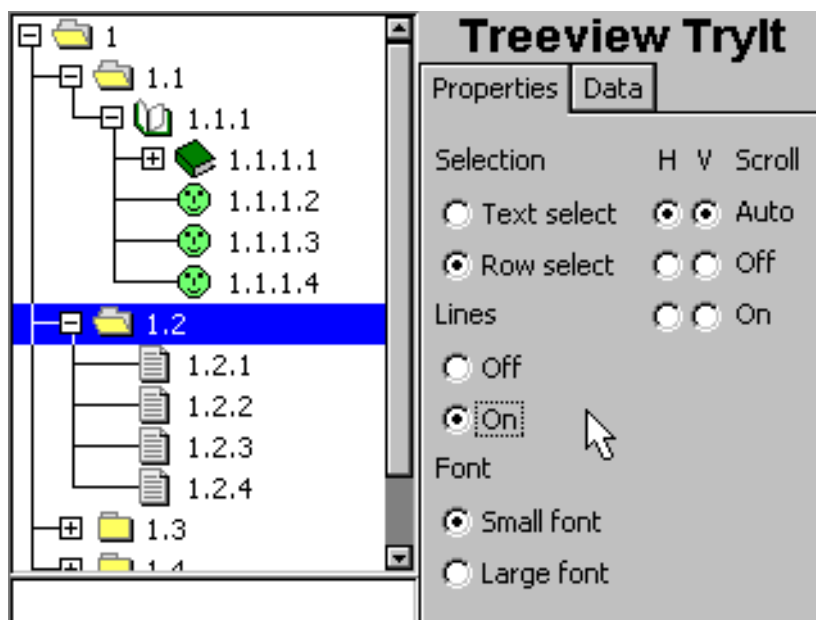 1
1.1
1.1.1
1.1.1.1
1.1.1.2
1.1.1.3
1.1.1.4
1.2
1.2.1
1.2.2
1.2.3
1.2.4
1.3
1.4
Treeview TryIt
Properties Data
Selection H V Scroll
Text select Auto
Row select Off
Lines On
Off
On
Font
Small font
Large font